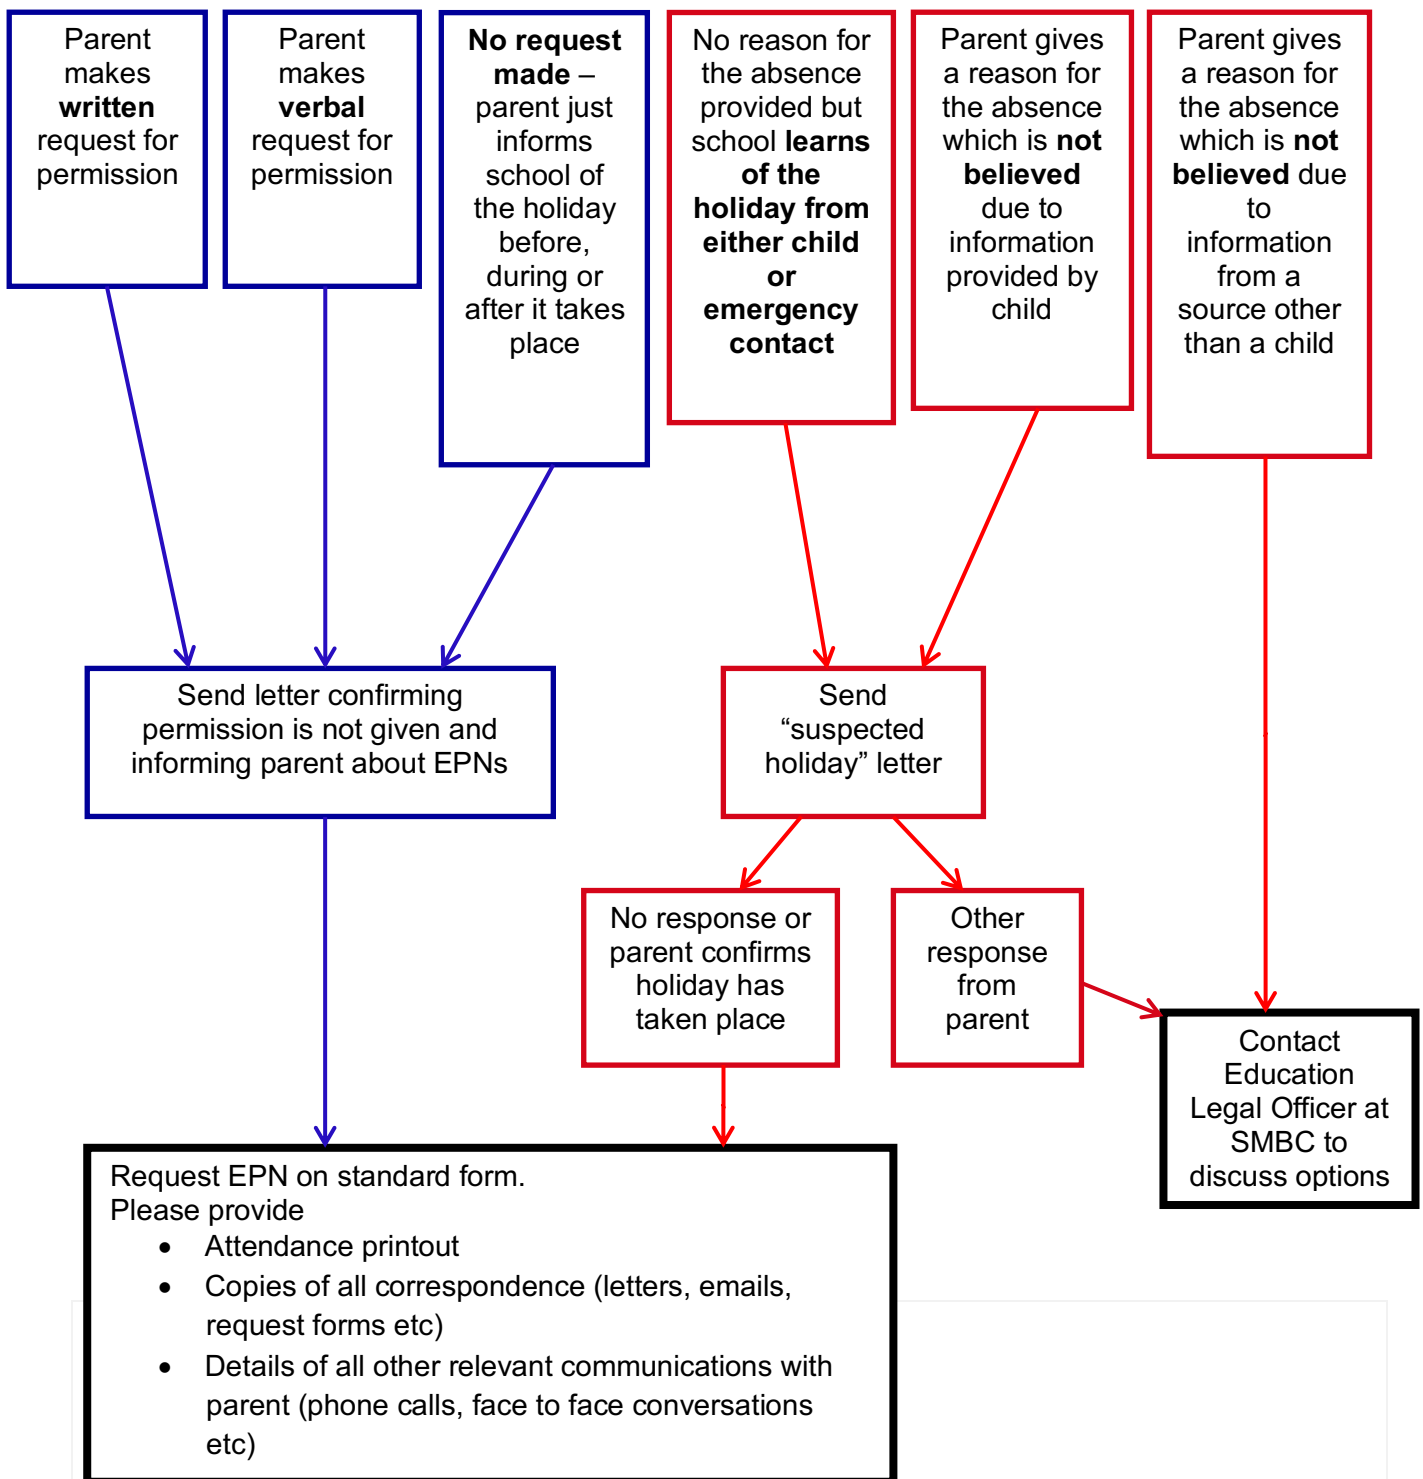 Parent
makes
written
request for
permission
Parent
makes
verbal
request for
permission
No request
made –
parent just
informs
school of
the holiday
before,
during or
after it takes
place
No reason for
the absence
provided but
school learns
of the
holiday from
either child
or
emergency
contact
Parent gives
a reason for
the absence
which is not
believed
due to
information
provided by
child
Parent gives
a reason for
the absence
which is not
believed due
to
information
from a
source other
than a child
Send letter confirming
permission is not given and
informing parent about EPNs
Send
“suspected
holiday” letter
No response or
parent confirms
holiday has
taken place
Other
response
from
parent
Contact
Education
Legal Officer at
SMBC to
discuss options
Request EPN on standard form.
Please provide
• Attendance printout
• Copies of all correspondence (letters, emails,
request forms etc)
• Details of all other relevant communications with
parent (phone calls, face to face conversations
etc)